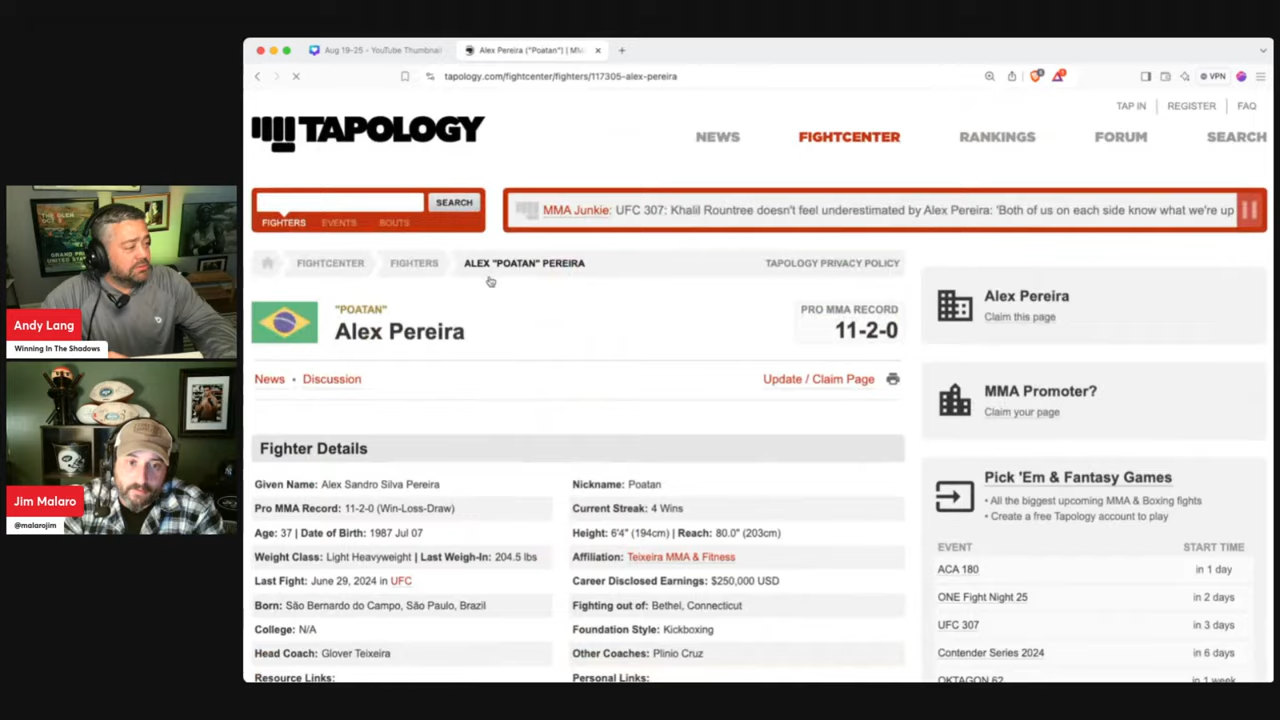 Aug 19-25 - YouTube Thumbnail
Alex Pereira ("Poatan") | MM
tapology.com/fightcenter/fighters/117305-alex-pereira
VPN
TAP IN | REGISTER | FAQ
TAPOLOGY
NEWS
FIGHTCENTER
RANKINGS
FORUM
SEARCH
SEARCH
FIGHTERS
EVENTS
BOUTS
MMA Junkie: UFC 307: Khalil Rountree doesn't feel underestimated by Alex Pereira: 'Both of us on each side know what we're up
FIGHTCENTER
FIGHTERS
ALEX "POATAN" PEREIRA
TAPOLOGY PRIVACY POLICY
"POATAN"
Alex Pereira
PRO MMA RECORD
11-2-0
News • Discussion
Update / Claim Page
Fighter Details
Given Name: Alex Sandro Silva Pereira
Nickname: Poatan
Pro MMA Record: 11-2-0 (Win-Loss-Draw)
Current Streak: 4 Wins
Age: 37 | Date of Birth: 1987 Jul 07
Height: 6'4" (194cm) | Reach: 80.0" (203cm)
Weight Class: Light Heavyweight | Last Weigh-In: 204.5 lbs
Affiliation: Teixeira MMA & Fitness
Last Fight: June 29, 2024 in UFC
Career Disclosed Earnings: $250,000 USD
Born: São Bernardo do Campo, São Paulo, Brazil
Fighting out of: Bethel, Connecticut
College: N/A
Foundation Style: Kickboxing
Head Coach: Glover Teixeira
Other Coaches: Plinio Cruz
Resource Links:
Personal Links:
Alex Pereira
Claim this page
MMA Promoter?
Claim your page
Pick 'Em & Fantasy Games
• All the biggest upcoming MMA & Boxing fights
• Create a free Tapology account to play
EVENT
START TIME
ACA 180
in 1 day
ONE Fight Night 25
in 2 days
UFC 307
in 3 days
Contender Series 2024
in 6 days
OKTAGON 62
in 1 week
Andy Lang
Winning In The Shadows
Jim Malaro
@malarojim